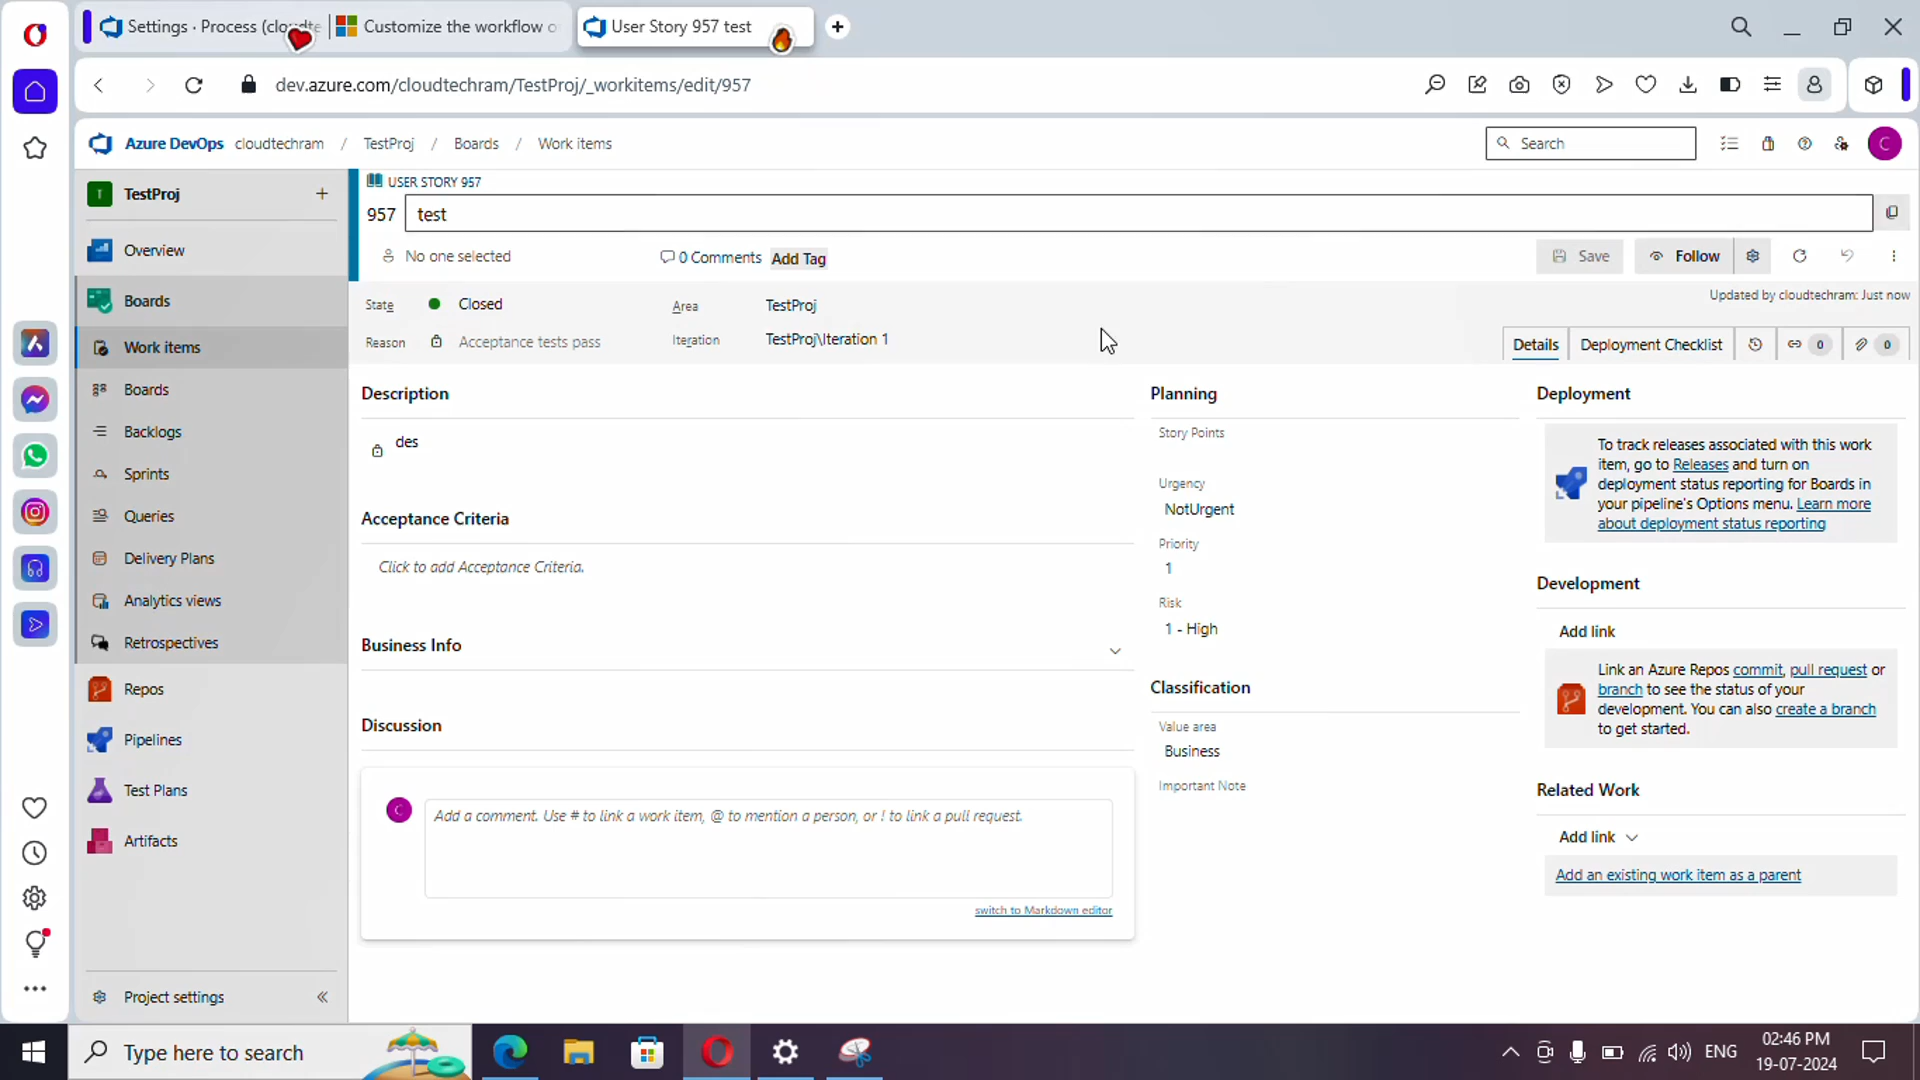 Settings · Process (cloudte
Customize the workflow o
User Story 957 test
dev.azure.com/cloudtechram/TestProj/_workitems/edit/957
Azure DevOps cloudtechram / TestProj / Boards / Work items
Search
C
T TestProj
Overview
Boards
Work items
Boards
Backlogs
Sprints
Queries
Delivery Plans
Analytics views
Retrospectives
Repos
Pipelines
Test Plans
Artifacts
Project settings
USER STORY 957
957 test
No one selected
0 Comments
Add Tag
Save
Follow
State Closed
Area TestProj
Updated by cloudtechram: Just now
Reason Acceptance tests pass
Iteration TestProj\Iteration 1
Details
Deployment Checklist
0
0
Description
des
Acceptance Criteria
Click to add Acceptance Criteria.
Business Info
Discussion
C
Add a comment. Use # to link a work item, @ to mention a person, or ! to link a pull request.
switch to Markdown editor
Planning
Story Points
Urgency
NotUrgent
Priority
1
Risk
1 - High
Classification
Value area
Business
Important Note
Deployment
To track releases associated with this work
item, go to Releases and turn on
deployment status reporting for Boards in
your pipeline's Options menu. Learn more
about deployment status reporting
Development
Add link
Link an Azure Repos commit, pull request or
branch to see the status of your
development. You can also create a branch
to get started.
Related Work
Add link
Add an existing work item as a parent
Type here to search
ENG
02:46 PM
19-07-2024